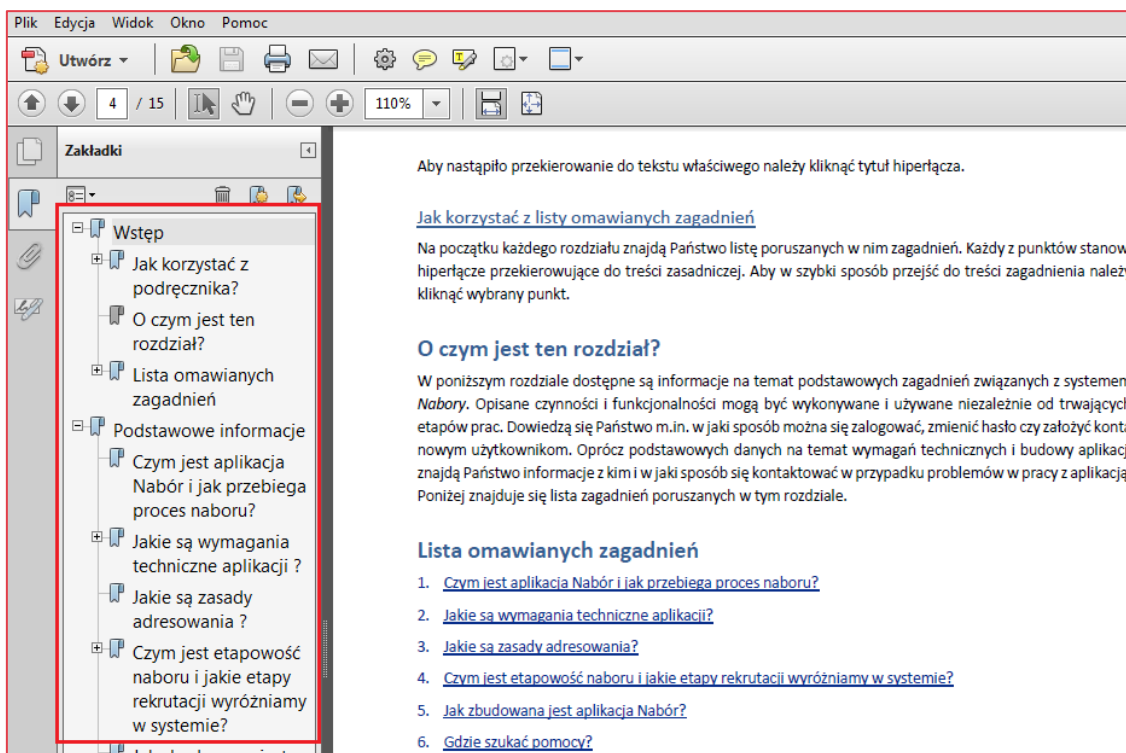 Plik Edycja Widok Okno Pomoc
Utwórz
4 / 15
110%
Zakładki
Wstęp
Jak korzystać z
podręcznika?
O czym jest ten
rozdział?
Lista omawianych
zagadnień
Podstawowe informacje
Czym jest aplikacja
Nabór i jak przebiega
proces naboru?
Jakie są wymagania
techniczne aplikacji ?
Jakie są zasady
adresowania ?
Czym jest etapowość
naboru i jakie etapy
rekrutacji wyróżniamy
w systemie?
Aby nastąpiło przekierowanie do tekstu właściwego należy kliknąć tytuł hiperłącza.
Jak korzystać z listy omawianych zagadnień
Na początku każdego rozdziału znajdą Państwo listę poruszanych w nim zagadnień. Każdy z punktów stanow
hiperłącze przekierowujące do treści zasadniczej. Aby w szybki sposób przejść do treści zagadnienia należy
kliknąć wybrany punkt.
O czym jest ten rozdział?
W poniższym rozdziale dostępne są informacje na temat podstawowych zagadnień związanych z systemem
Nabory. Opisane czynności i funkcjonalności mogą być wykonywane i używane niezależnie od trwających
etapów prac. Dowiedzą się Państwo m.in. w jaki sposób można się zalogować, zmienić hasło czy założyć konta
nowym użytkownikom. Oprócz podstawowych danych na temat wymagań technicznych i budowy aplikacj
znajdą Państwo informacje z kim i w jaki sposób się kontaktować w przypadku problemów w pracy z aplikacją
Poniżej znajduje się lista zagadnień poruszanych w tym rozdziale.
Lista omawianych zagadnień
1. Czym jest aplikacja Nabór i jak przebiega proces naboru?
2. Jakie są wymagania techniczne aplikacji?
3. Jakie są zasady adresowania?
4. Czym jest etapowość naboru i jakie etapy rekrutacji wyróżniamy w systemie?
5. Jak zbudowana jest aplikacja Nabór?
6. Gdzie szukać pomocy?